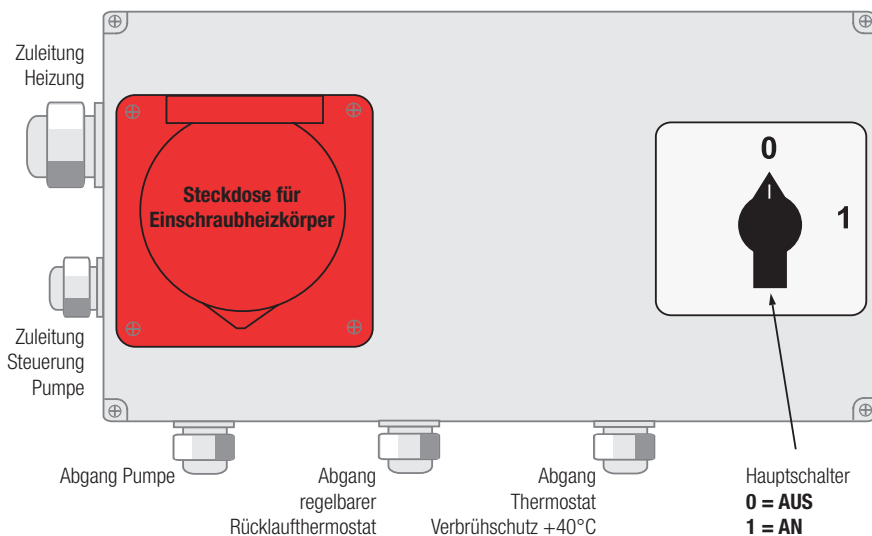 Zuleitung
Heizung
Steckdose für
Einschraubheizkörper
0
1
Zuleitung
Steuerung
Pumpe
Abgang Pumpe
Abgang
regelbarer
Rücklaufthermostat
Abgang
Thermostat
Verbrühschutz +40°C
Hauptschalter
0 = AUS
1 = AN